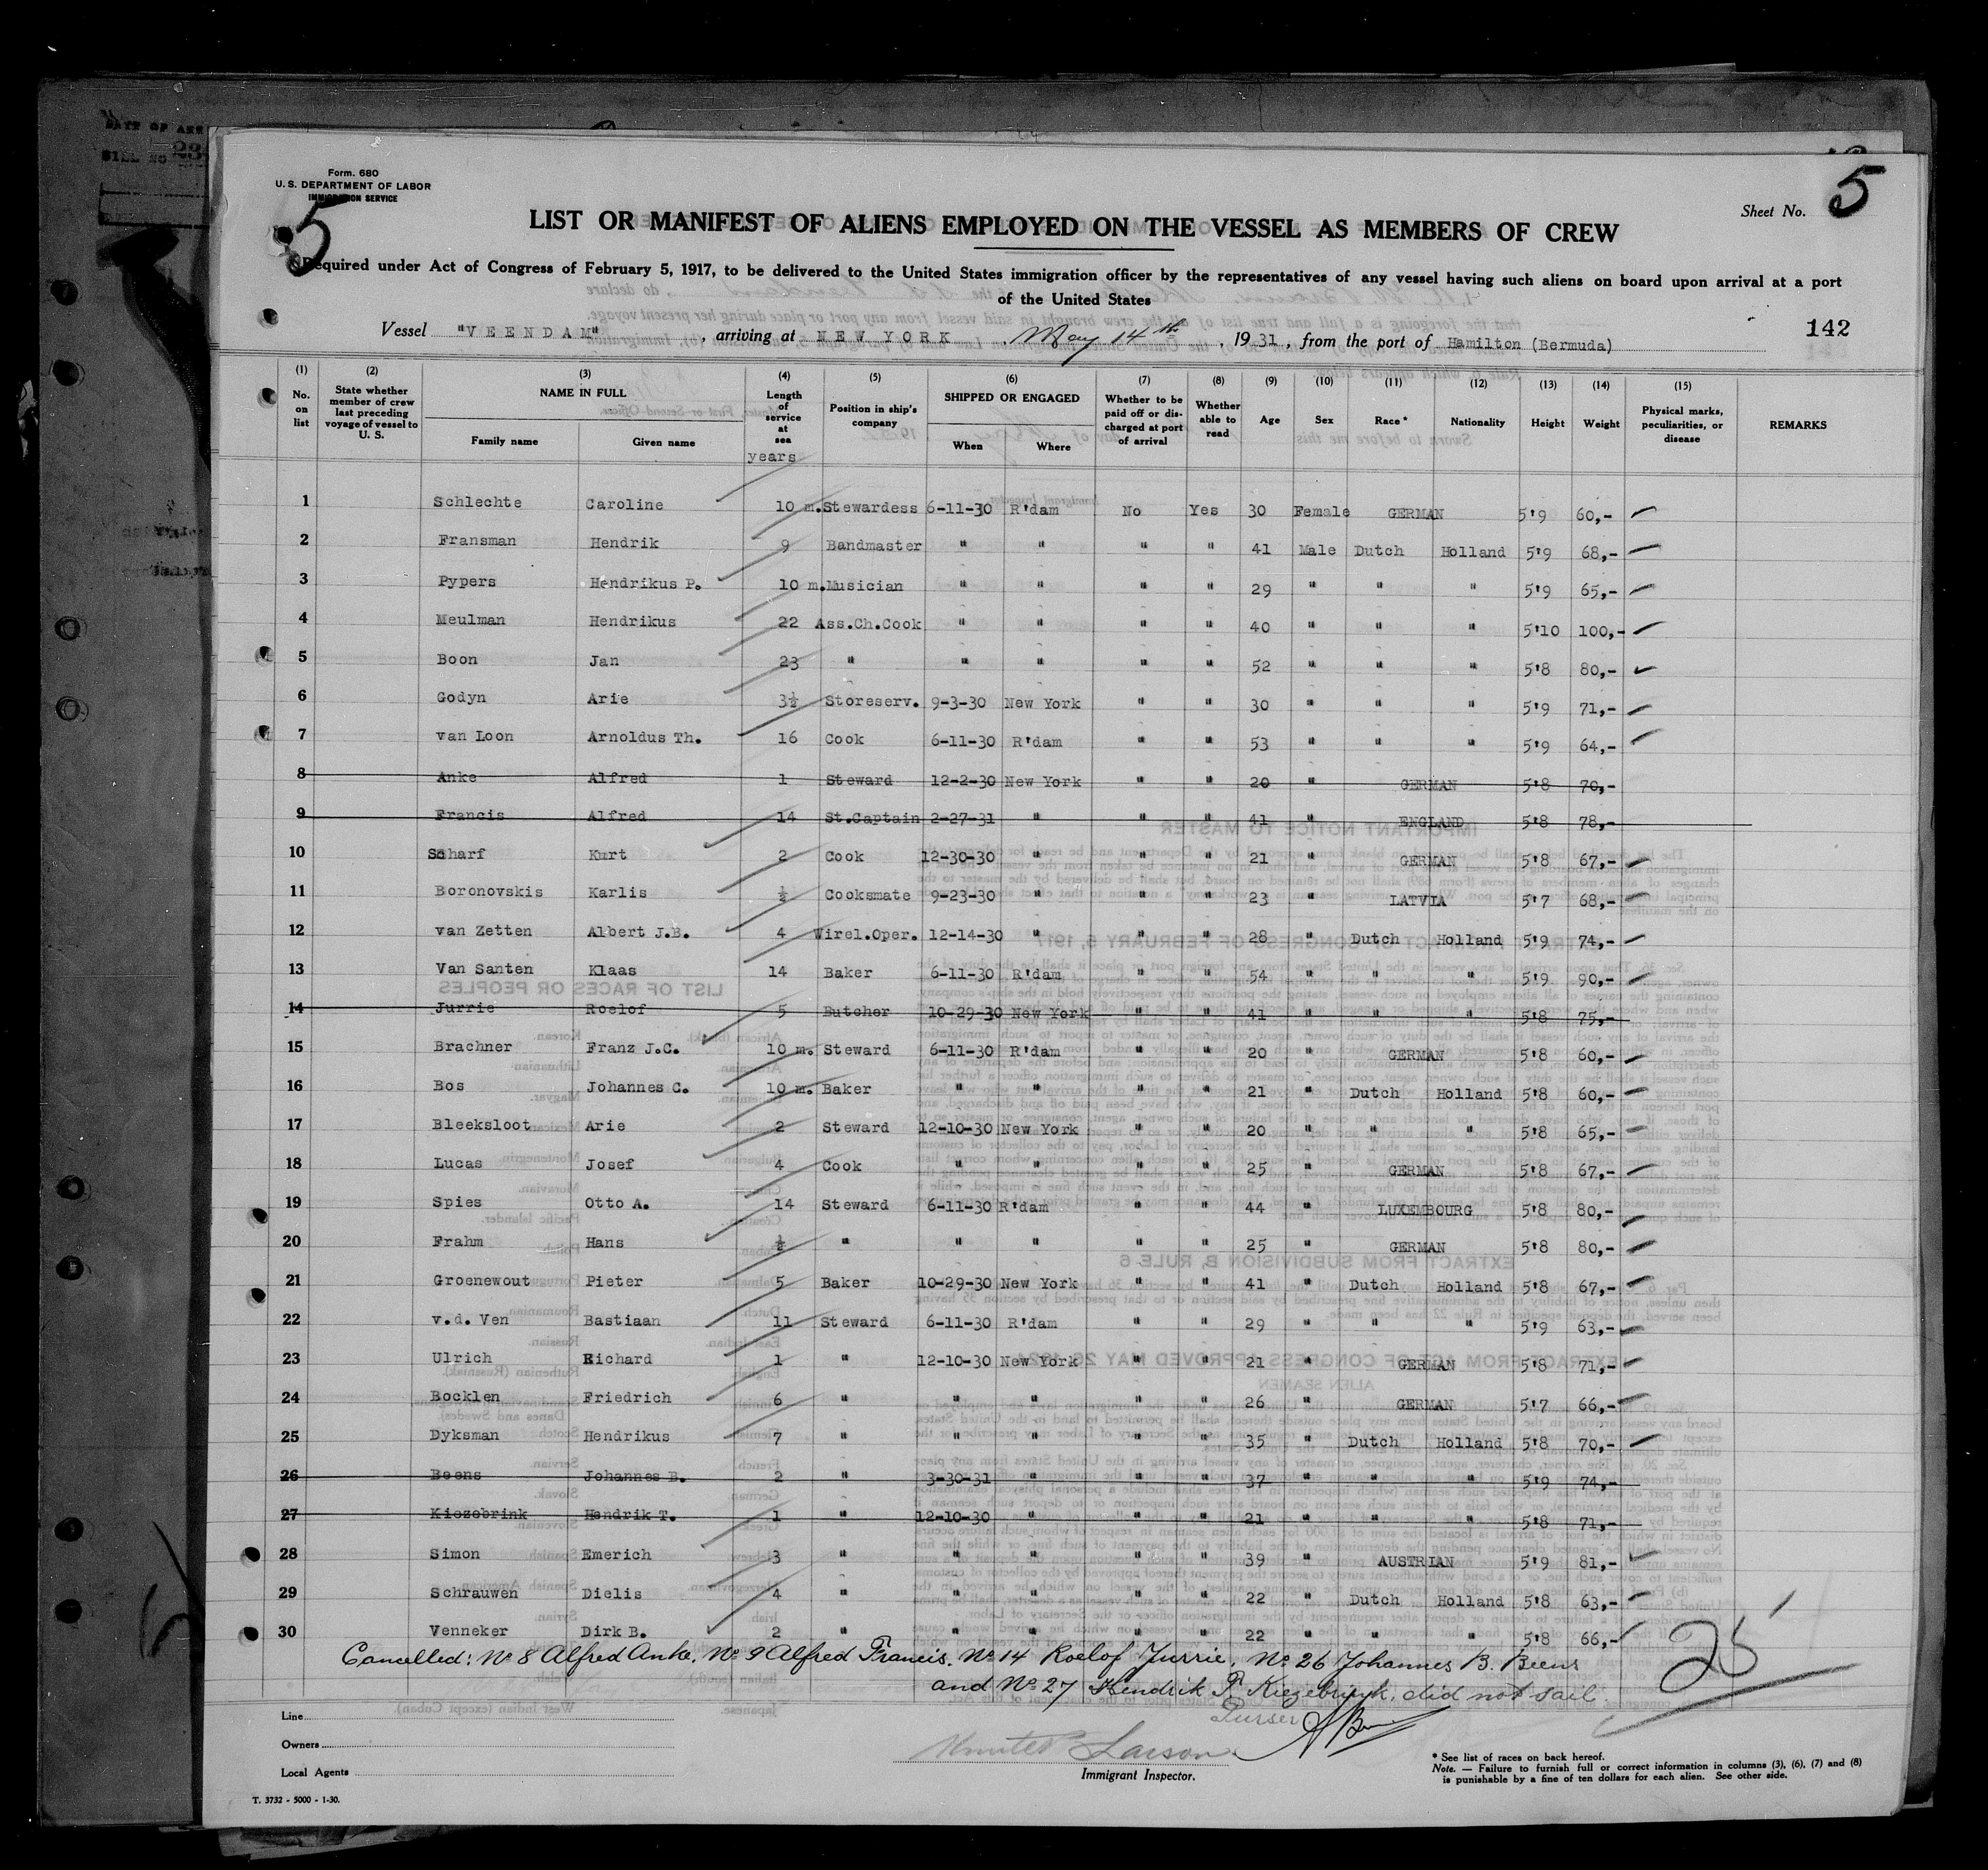 Form. 680
U. S. DEPARTMENT OF LABOR
IMMIGRATION SERVICE
5
Sheet No. 5
LIST OR MANIFEST OF ALIENS EMPLOYED ON THE VESSEL AS MEMBERS OF CREW
Required under Act of Congress of February 5, 1917, to be delivered to the United States immigration officer by the representatives of any vessel having such aliens on board upon arrival at a port
of the United States
142
Vessel "VEENDAM", arriving at NEW YORK, May 14th, 1931, from the port of Hamilton (Bermuda)
(1) (2) (3) (4) (5) (6) (7) (8) (9) (10) (11) (12) (13) (14) (15)
No. on list State whether member of crew last preceding voyage of vessel to U. S. NAME IN FULL Family name Given name Length of service at sea years Position in ship's company SHIPPED OR ENGAGED When Where Whether to be paid off or discharged at port of arrival Whether able to read Age Sex Race* Nationality Height Weight Physical marks, peculiarities, or disease REMARKS
1 Schlechte Caroline 10 m. Stewardess 6-11-30 R'dam No Yes 30 Female GERMAN 5'9 60,-
2 Fransman Hendrik 9 Bandmaster " " " " 41 Male Dutch Holland 5'9 68,-
3 Pypers Hendrikus P. 10 m. Musician " " " " 29 " " " 5'9 65,-
4 Meulman Hendrikus 22 Ass.Ch.Cook " " " " 40 " " " 5'10 100,-
5 Boon Jan 23 " " " " " 52 " " " 5'8 80,-
6 Godyn Arie 3½ Storeserv. 9-3-30 New York " " 30 " " " 5'9 71,-
7 van Loon Arnoldus Th. 16 Cook 6-11-30 R'dam " " 53 " " " 5'9 64,-
8 Anke Alfred 1 Steward 12-2-30 New York " " 20 " GERMAN 5'8 70,-
9 Francis Alfred 14 St.Captain 2-27-31 " " " 41 " ENGLAND 5'8 78,-
10 Scharf Kurt 2 Cook 12-30-30 " " " 21 " GERMAN 5'8 67,-
11 Boronovskis Karlis ½ Cooksmate 9-23-30 " " " 23 " LATVIA 5'7 68,-
12 van Zetten Albert J.B. 4 Wirel.Oper. 12-14-30 " " " 28 " Dutch Holland 5'9 74,-
13 Van Santen Klaas 14 Baker 6-11-30 R'dam " " 54 " " " 5'9 90,-
14 Jurrie Roelof 5 Butcher 10-29-30 New York " " 41 " " " 5'8 75,-
15 Brachner Franz J.C. 10 m. Steward 6-11-30 R'dam " " 20 " GERMAN 5'8 60,-
16 Bos Johannes C. 10 m. Baker " " " " 21 " Dutch Holland 5'8 60,-
17 Bleeksloot Arie 2 Steward 12-10-30 New York " " 20 " " " 5'8 65,-
18 Lucas Josef 4 Cook " " " " 25 " GERMAN 5'8 67,-
19 Spies Otto A. 14 Steward 6-11-30 R'dam " " 44 " LUXEMBOURG 5'8 80,-
20 Frahm Hans ½ " " " " " 25 " GERMAN 5'8 80,-
21 Groenewout Pieter 5 Baker 10-29-30 New York " " 41 " Dutch Holland 5'8 67,-
22 v.d. Ven Bastiaan 11 Steward 6-11-30 R'dam " " 29 " " " 5'9 63,-
23 Ulrich Richard 1 " 12-10-30 New York " " 21 " GERMAN 5'8 71,-
24 Bocklen Friedrich 6 " " " " " 26 " GERMAN 5'7 66,-
25 Dyksman Hendrikus 7 " " " " " 35 " Dutch Holland 5'8 70,-
26 Beens Johannes B. 2 " 3-30-31 " " " 37 " " " 5'9 74,-
27 Kiezebrink Hendrik T. 1 " 12-10-30 " " " 21 " " " 5'8 71,-
28 Simon Emerich 3 " " " " " 39 " AUSTRIAN 5'9 81,-
29 Schrauwen Dielis 4 " " " " " 22 " Dutch Holland 5'8 63,-
30 Venneker Dirk B. 2 " " " " " 22 " " " 5'8 66,-
Cancelled: No 8 Alfred Anke, No 9 Alfred Francis. No 14 Roelof Jurrie, No 26 Johannes B. Beens
and No 27 Hendrik T. Kiezebrink, did not sail.
25
Purser
Line
Owners
Local Agents
Larson
Immigrant Inspector.
* See list of races on back hereof.
Note. — Failure to furnish full or correct information in columns (3), (6), (7) and (8)
is punishable by a fine of ten dollars for each alien. See other side.
T. 3732 - 5000 - 1-30.